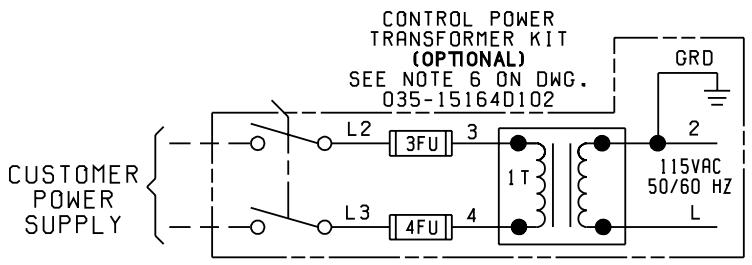 CONTROL POWER
TRANSFORMER KIT
(OPTIONAL)
SEE NOTE 6 ON DWG.
035-15164D102
GRD
L2
3FU
3
2
1T
115VAC
50/60 HZ
CUSTOMER
POWER
SUPPLY
L3
4FU
4
L